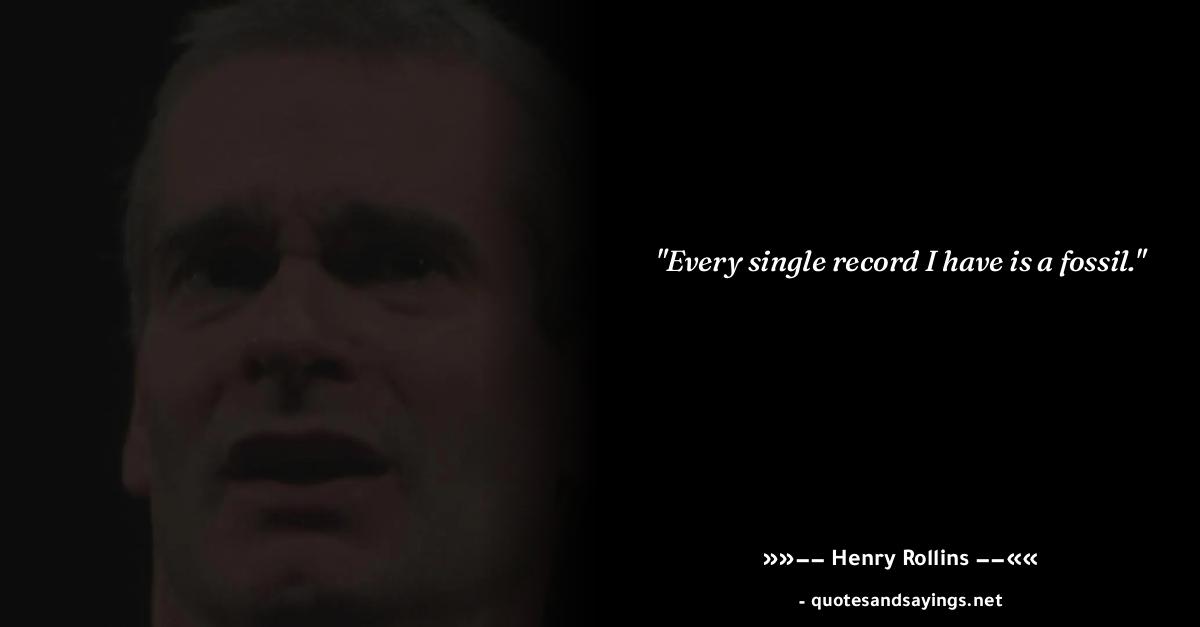 "Every single record I have is a fossil."
»»–– Henry Rollins ––««
- quotesandsayings.net